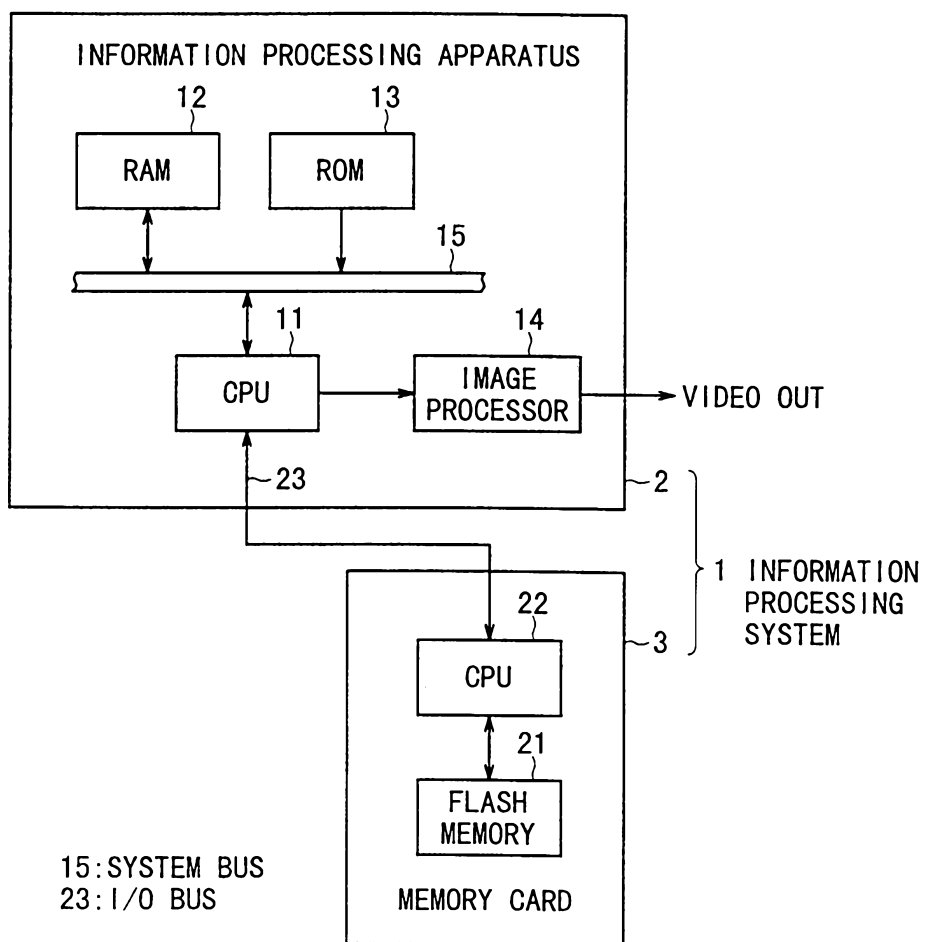 INFORMATION PROCESSING APPARATUS
12
13
RAM
ROM
15
11
14
CPU
IMAGE
PROCESSOR
VIDEO OUT
23
2
1 INFORMATION
PROCESSING
SYSTEM
22
3
CPU
21
FLASH
MEMORY
15:SYSTEM BUS
23:I/O BUS
MEMORY CARD